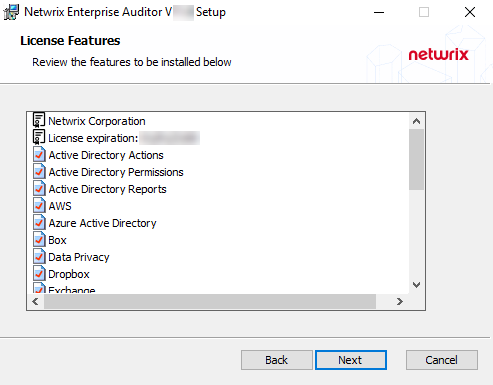 Netwrix Enterprise Auditor V Setup
License Features
Review the features to be installed below
netwrix
Netwrix Corporation
License expiration:
Active Directory Actions
Active Directory Permissions
Active Directory Reports
AWS
Azure Active Directory
Box
Data Privacy
Dropbox
Exchange
Back
Next
Cancel